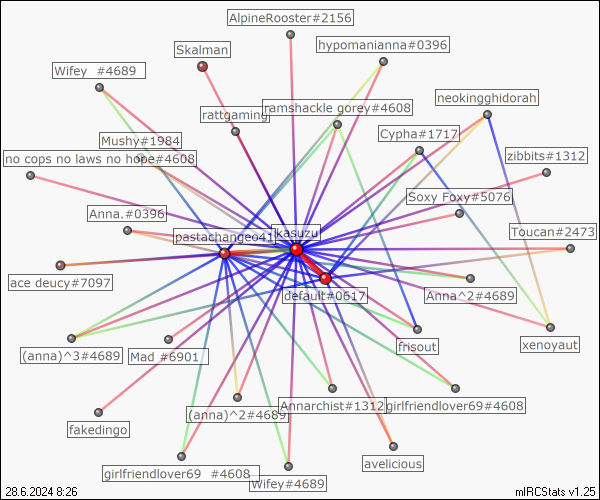 AlpineRooster#2156
hypomanianna#0396
Skalman
Wifey  #4689
neokingghidorah
ramshackle gorey#4608
rattgaming
Cypha#1717
Mushy#1984
zibbits#1312
no cops no laws no hope#4608
Soxy Foxy#5076
Anna.#0396
Toucan#2473
kasuzu
pastachangeo41
ace deucy#7097
default#0617
Anna^2#4689
frisout
xenoyaut
(anna)^3#4689
Mad #6901
Annarchist#1312
girlfriendlover69#4608
(anna)^2#4689
fakedingo
avelicious
girlfriendlover69  #4608
Wifey#4689
28.6.2024 8:26
mIRCStats v1.25